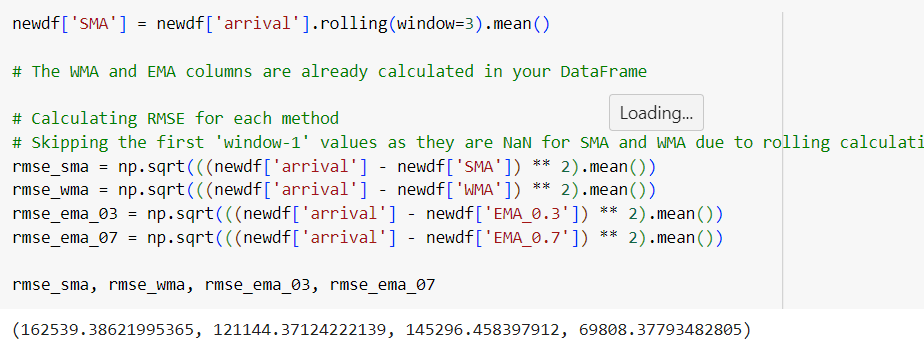 newdf['SMA'] = newdf['arrival'].rolling(window=3).mean()
# The WMA and EMA columns are already calculated in your DataFrame
# Calculating RMSE for each method
Loading...
# Skipping the first 'window-1' values as they are NaN for SMA and WMA due to rolling calculati
rmse_sma = np.sqrt(((newdf['arrival'] - newdf['SMA']) ** 2).mean())
rmse_wma = np.sqrt(((newdf['arrival'] - newdf['WMA']) ** 2).mean())
rmse_ema_03 = np.sqrt(((newdf['arrival'] - newdf['EMA_0.3']) ** 2).mean())
rmse_ema_07 = np.sqrt(((newdf['arrival'] - newdf['EMA_0.7']) ** 2).mean())
rmse_sma, rmse_wma, rmse_ema_03, rmse_ema_07
(162539.38621995365, 121144.37124222139, 145296.458397912, 69808.37793482805)